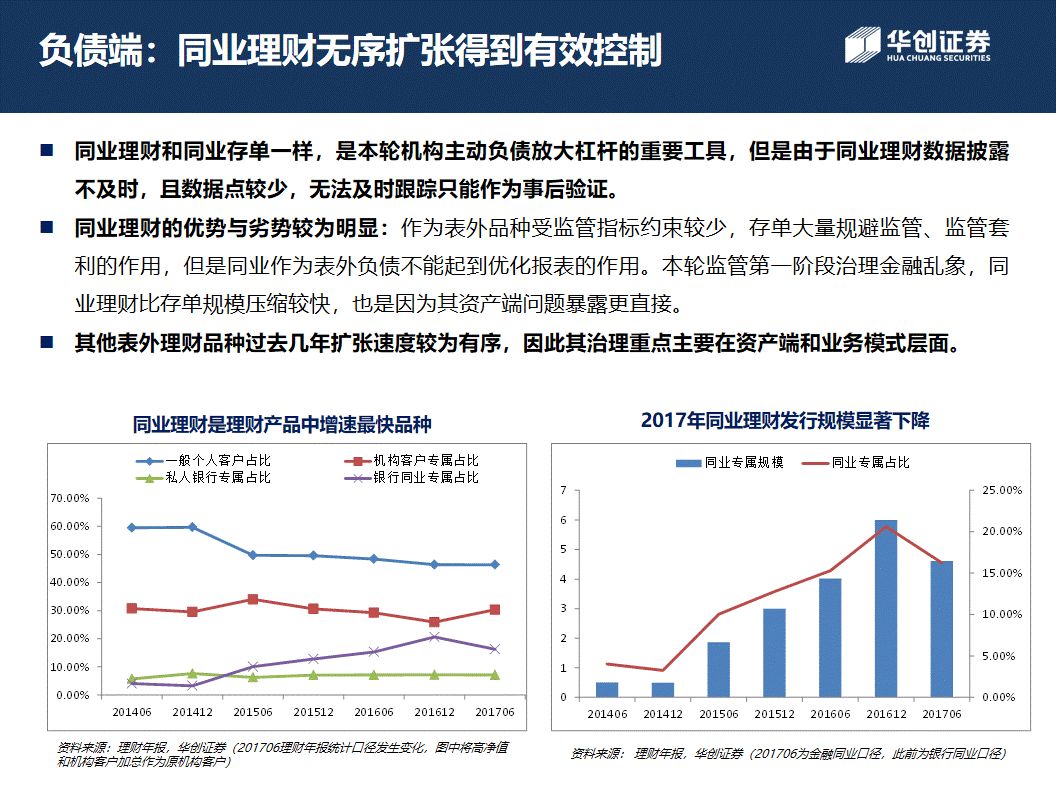 负债端：同业理财无序扩张得到有效控制
华创证券
HUA CHUANG SECURITIES
同业理财和同业存单一样，是本轮机构主动负债放大杠杆的重要工具，但是由于同业理财数据披露
不及时，且数据点较少，无法及时跟踪只能作为事后验证。
同业理财的优势与劣势较为明显：作为表外品种受监管指标约束较少，存单大量规避监管、监管套
利的作用，但是同业作为表外负债不能起到优化报表的作用。本轮监管第一阶段治理金融乱象，同
业理财比存单规模压缩较快，也是因为其资产端问题暴露更直接。
其他表外理财品种过去几年扩张速度较为有序，因此其治理重点主要在资产端和业务模式层面。
同业理财是理财产品中增速最快品种
一般个人客户占比 机构客户专属占比
私人银行专属占比 银行同业专属占比
70.00%
60.00%
50.00%
40.00%
30.00%
20.00%
10.00%
0.00%
201406 201412 201506 201512 201606 201612 201706
资料来源：理财年报，华创证券（201706理财年报统计口径发生变化，图中将高净值
和机构客户加总作为原机构客户）
2017年同业理财发行规模显著下降
同业专属规模 同业专属占比
7
6
5
4
3
2
1
0
25.00%
20.00%
15.00%
10.00%
5.00%
0.00%
201406 201412 201506 201512 201606 201612 201706
资料来源： 理财年报，华创证券（201706为金融同业口径，此前为银行同业口径）